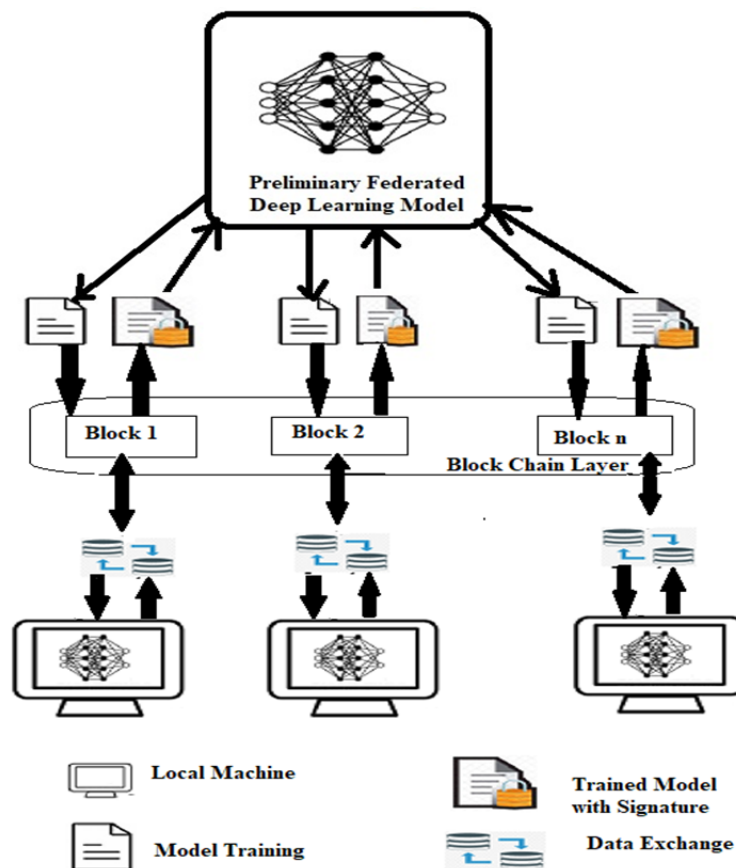 Preliminary Federated
Deep Learning Model
Block 1
Block 2
Block n
Block Chain Layer
Local Machine
Trained Model
with Signature
Model Training
Data Exchange